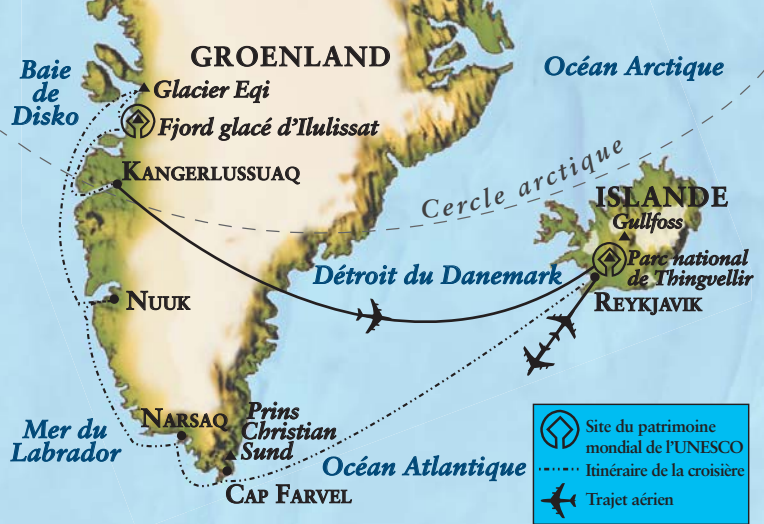 GROENLAND
Baie
de
Disko
Glacier Eqi
Fjord glacé d'Ilulissat
Océan Arctique
KANGERLUSSUAQ
Cercle arctique
ISLANDE
Gullfoss
Parc national
de Thingvellir
Détroit du Danemark
REYKJAVIK
NUUK
NARSAQ
Prins
Christian
Sund
Mer du
Labrador
Océan Atlantique
CAP FARVEL
Site du patrimoine
mondial de l'UNESCO
Itinéraire de la croisière
Trajet aérien